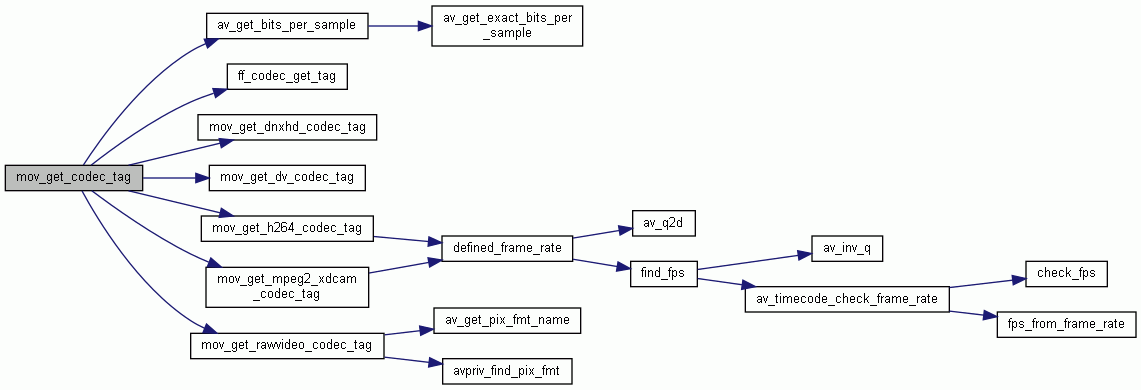 av_get_bits_per_sample
av_get_exact_bits_per
_sample
ff_codec_get_tag
mov_get_dnxhd_codec_tag
mov_get_codec_tag
mov_get_dv_codec_tag
mov_get_h264_codec_tag
av_q2d
defined_frame_rate
av_inv_q
find_fps
check_fps
mov_get_mpeg2_xdcam
_codec_tag
av_timecode_check_frame_rate
av_get_pix_fmt_name
fps_from_frame_rate
mov_get_rawvideo_codec_tag
avpriv_find_pix_fmt